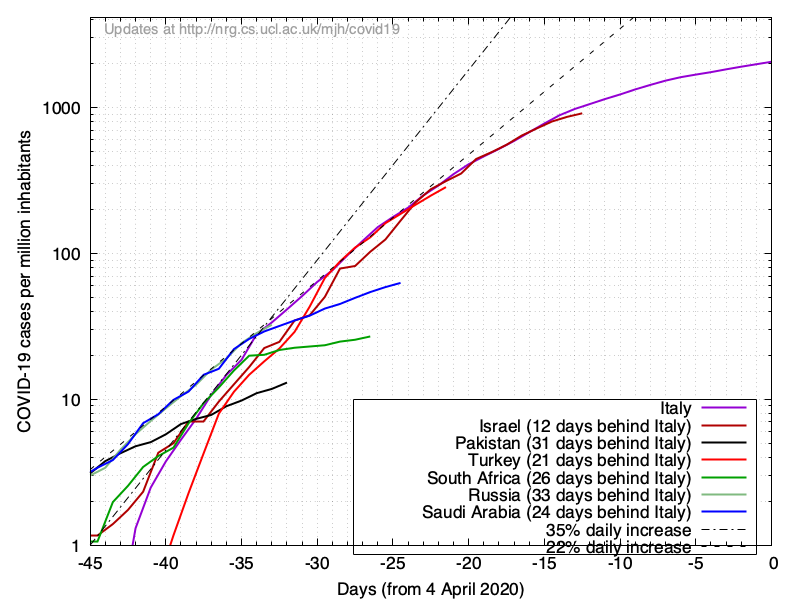 Updates at http://nrg.cs.ucl.ac.uk/mjh/covid19
COVID-19 cases per million inhabitants
1000
100
10
1
Italy
Israel (12 days behind Italy)
Pakistan (31 days behind Italy)
Turkey (21 days behind Italy)
South Africa (26 days behind Italy)
Russia (33 days behind Italy)
Saudi Arabia (24 days behind Italy)
35% daily increase
22% daily increase
-45 -40 -35 -30 -25 -20 -15 -10 -5 0
Days (from 4 April 2020)